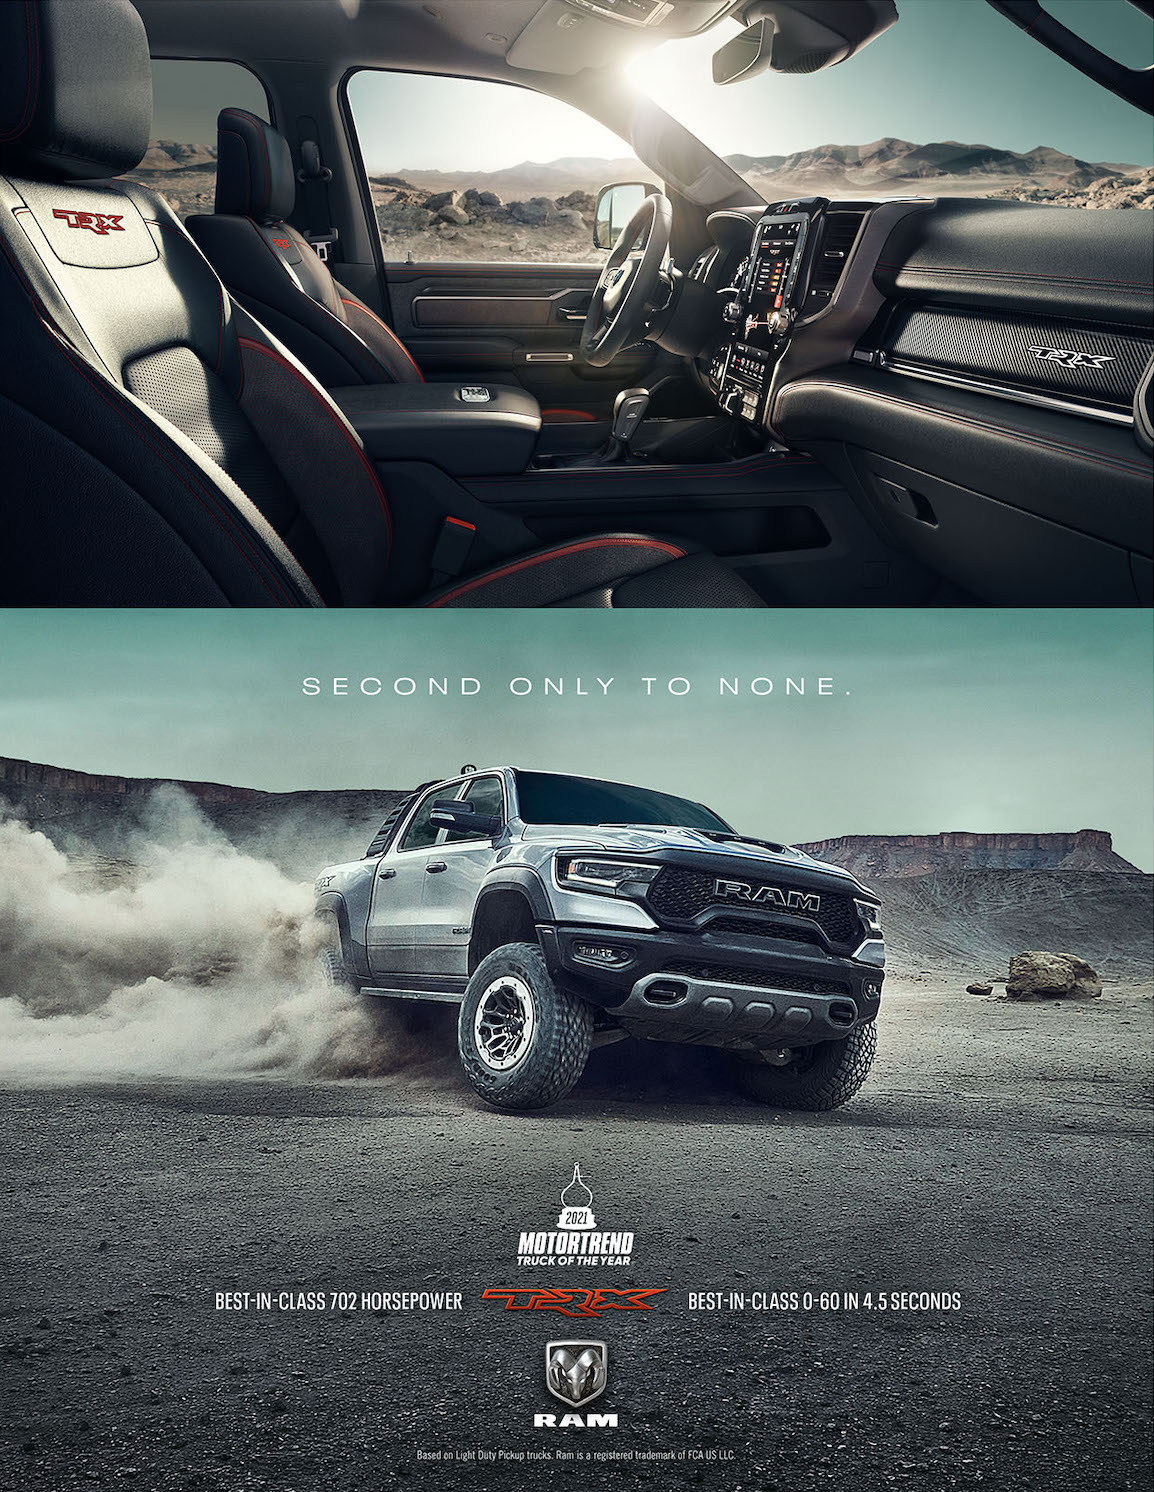 TRX
TRX
TRX
SECOND ONLY TO NONE.
RAM
2021
MOTORTREND
TRUCK OF THE YEAR
BEST-IN-CLASS 702 HORSEPOWER
TRX
BEST-IN-CLASS 0-60 IN 4.5 SECONDS
RAM
Based on Light Duty Pickup trucks. Ram is a registered trademark of FCA US LLC.